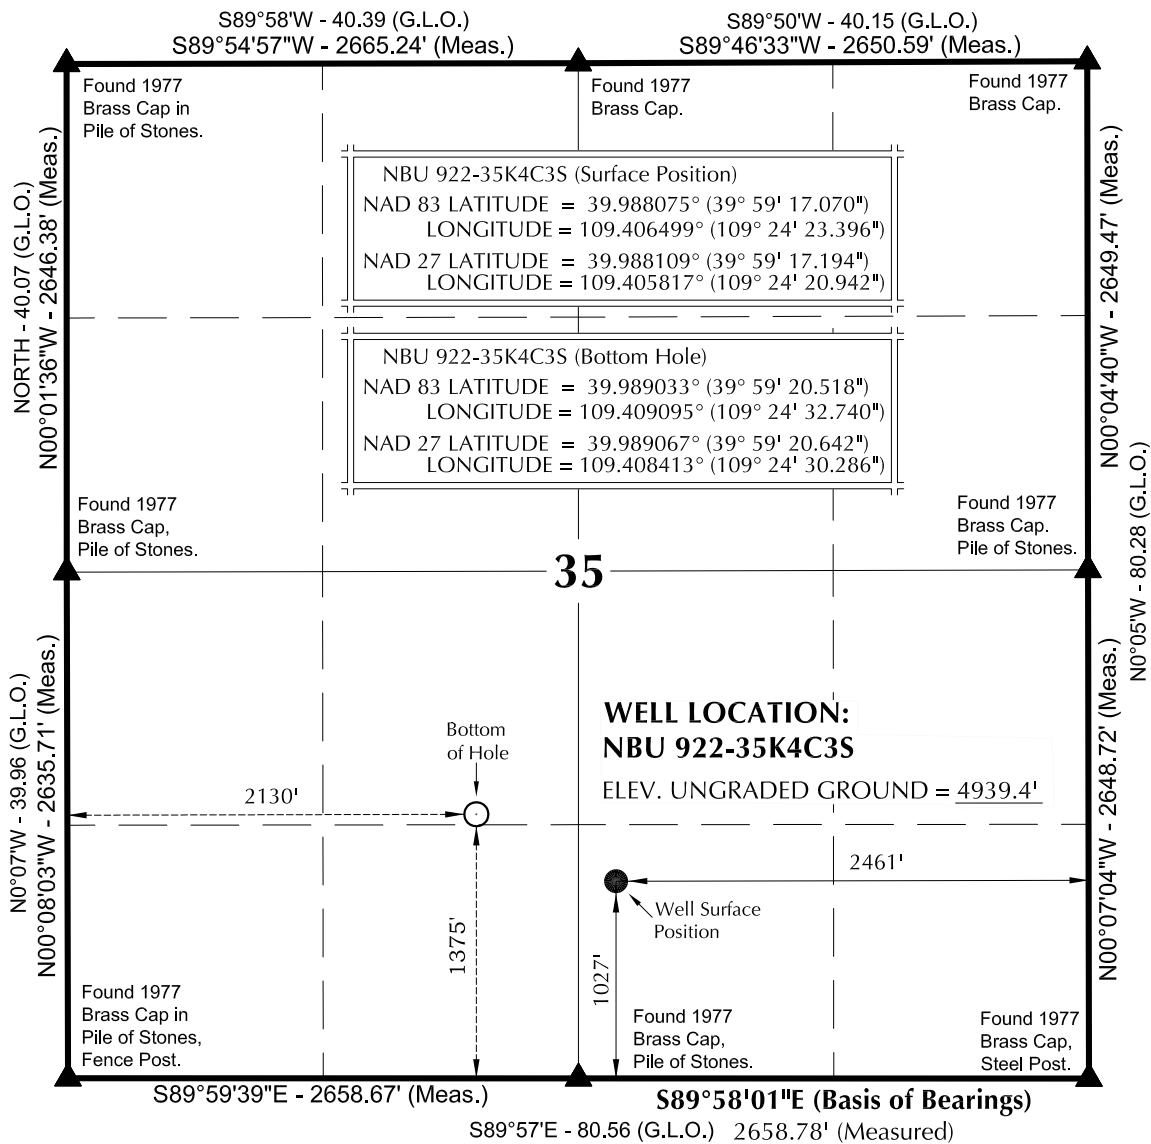 S89°58'W - 40.39 (G.L.O.)
S89°54'57"W - 2665.24' (Meas.)
S89°50'W - 40.15 (G.L.O.)
S89°46'33"W - 2650.59' (Meas.)
Found 1977
Brass Cap in
Pile of Stones.
Found 1977
Brass Cap.
Found 1977
Brass Cap.
NORTH - 40.07 (G.L.O.)
N00°01'36"W - 2646.38' (Meas.)
NBU 922-35K4C3S (Surface Position)
NAD 83 LATITUDE = 39.988075° (39° 59' 17.070")
LONGITUDE = 109.406499° (109° 24' 23.396")
NAD 27 LATITUDE = 39.988109° (39° 59' 17.194")
LONGITUDE = 109.405817° (109° 24' 20.942")
NBU 922-35K4C3S (Bottom Hole)
NAD 83 LATITUDE = 39.989033° (39° 59' 20.518")
LONGITUDE = 109.409095° (109° 24' 32.740")
NAD 27 LATITUDE = 39.989067° (39° 59' 20.642")
LONGITUDE = 109.408413° (109° 24' 30.286")
N00°04'40"W - 2649.47' (Meas.)
N0°05'W - 80.28 (G.L.O.)
Found 1977
Brass Cap,
Pile of Stones.
Found 1977
Brass Cap.
Pile of Stones.
35
N0°07'W - 39.96 (G.L.O.)
N00°08'03"W - 2635.71' (Meas.)
Bottom
of Hole
2130'
1375'
WELL LOCATION:
NBU 922-35K4C3S
ELEV. UNGRADED GROUND = 4939.4'
2461'
Well Surface
Position
1027'
N00°07'04"W - 2648.72' (Meas.)
Found 1977
Brass Cap in
Pile of Stones,
Fence Post.
Found 1977
Brass Cap,
Pile of Stones.
Found 1977
Brass Cap,
Steel Post.
S89°59'39"E - 2658.67' (Meas.)
S89°58'01"E (Basis of Bearings)
S89°57'E - 80.56 (G.L.O.) 2658.78' (Measured)